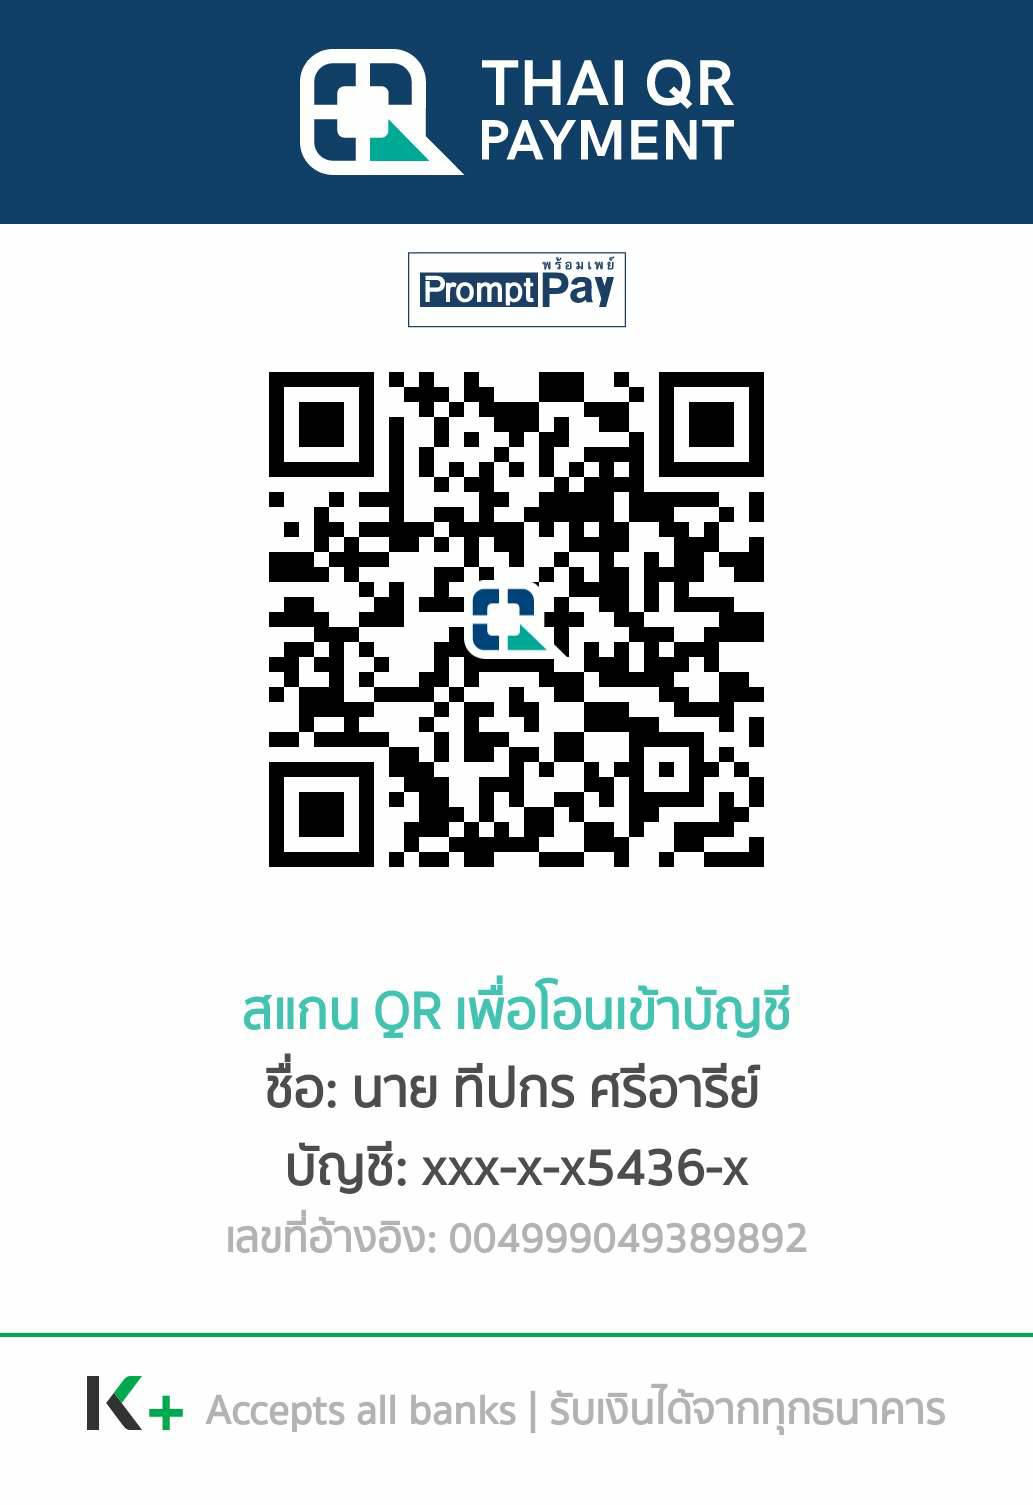 THAI QR
PAYMENT
พร้อมเพย์
PromptPay
สแกน QR เพื่อโอนเข้าบัญชี
ชื่อ: นาย ทีปกร ศรีอารีย์
บัญชี: xxx-x-x5436-x
เลขที่อ้างอิง: 004999049389892
K+ Accepts all banks | รับเงินได้จากทุกธนาคาร